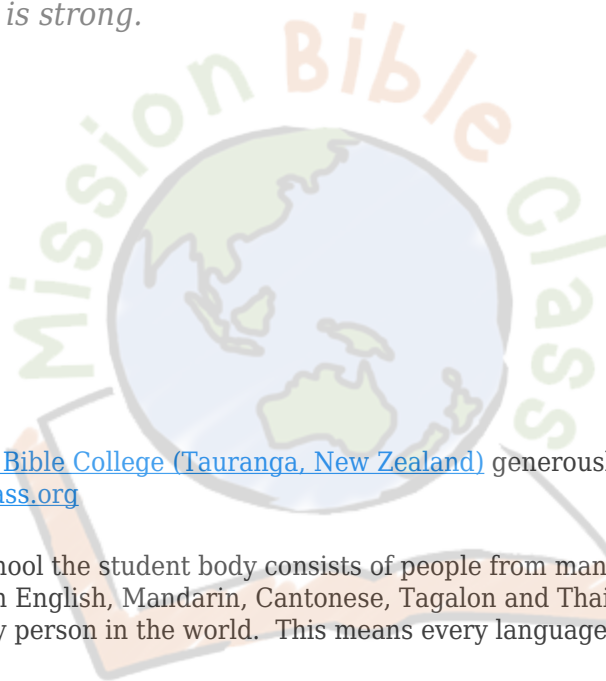 is strong.
Mission Bible Class
Bible College (Tauranga, New Zealand) generously
ass.org
hool the student body consists of people from man
n English, Mandarin, Cantonese, Tagalon and Thai
y person in the world.  This means every language